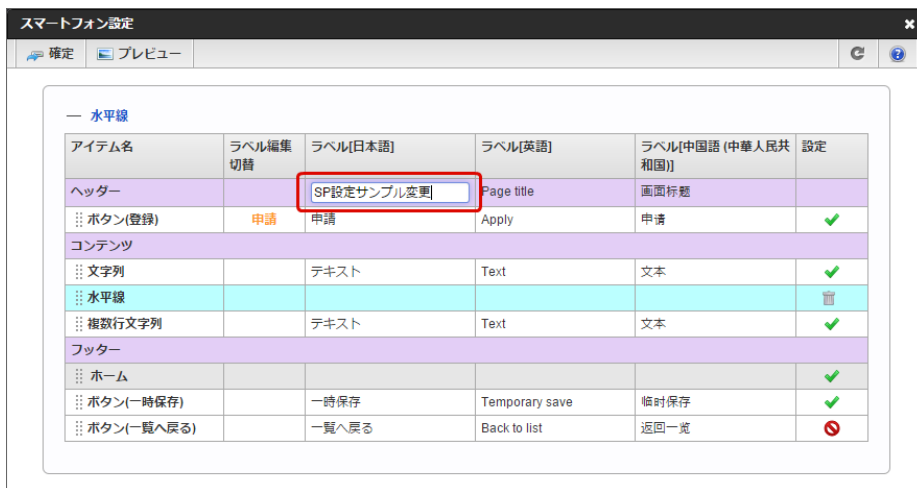 スマートフォン設定
確定 プレビュー
水平線
アイテム名 ラベル編集切替 ラベル[日本語] ラベル[英語] ラベル[中国語 (中華人民共和国)] 設定
ヘッダー SP設定サンプル変更 Page title 画面标题
ボタン(登録) 申請 申請 Apply 申请
コンテンツ
文字列 テキスト Text 文本
水平線
複数行文字列 テキスト Text 文本
フッター
ホーム
ボタン(一時保存) 一時保存 Temporary save 临时保存
ボタン(一覧へ戻る) 一覧へ戻る Back to list 返回一览